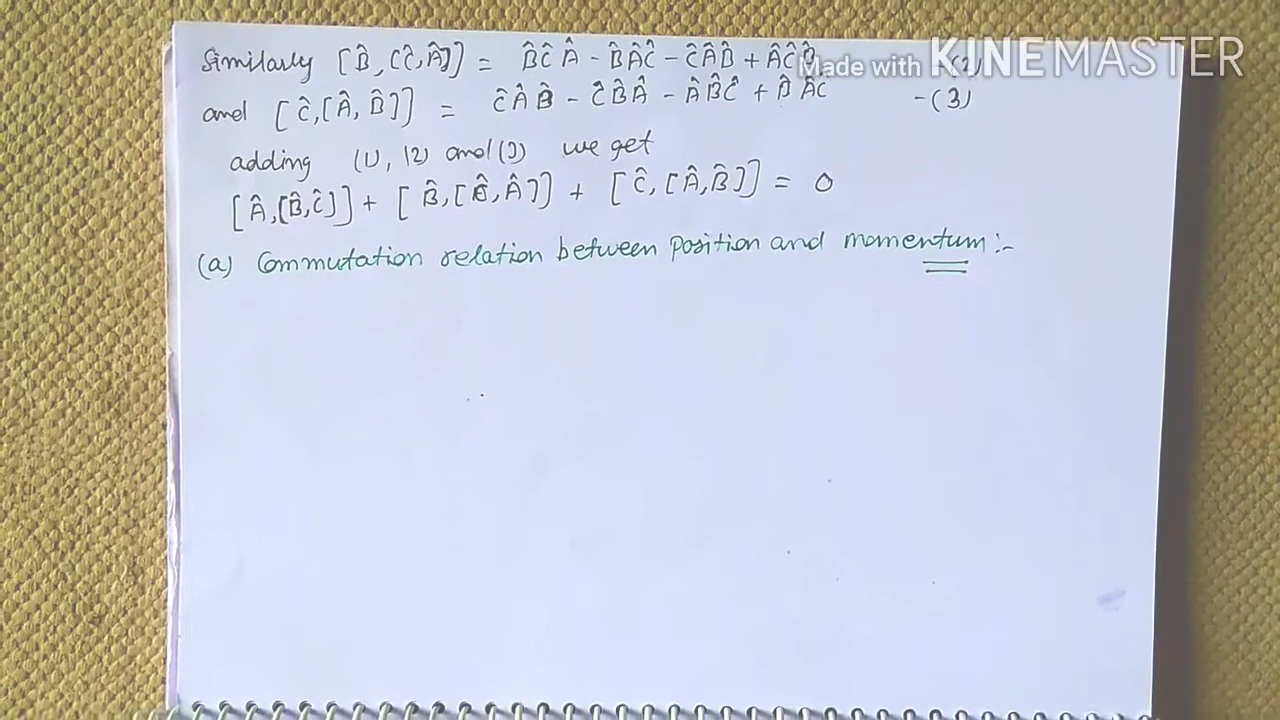 Similarly [B̂, [Ĉ, Â]] = B̂ĈÂ - B̂ÂĈ - ĈÂB̂ + ÂĈB̂ -(2)
Made with KINEMASTER
and [Ĉ, [Â, B̂]] = ĈÂB̂ - ĈB̂Â - ÂB̂Ĉ + B̂ÂĈ -(3)
adding (1), (2) and (3) we get
[Â, [B̂, Ĉ]] + [B̂, [Ĉ, Â]] + [Ĉ, [Â, B̂]] = 0
(a) Commutation relation between position and momentum :-